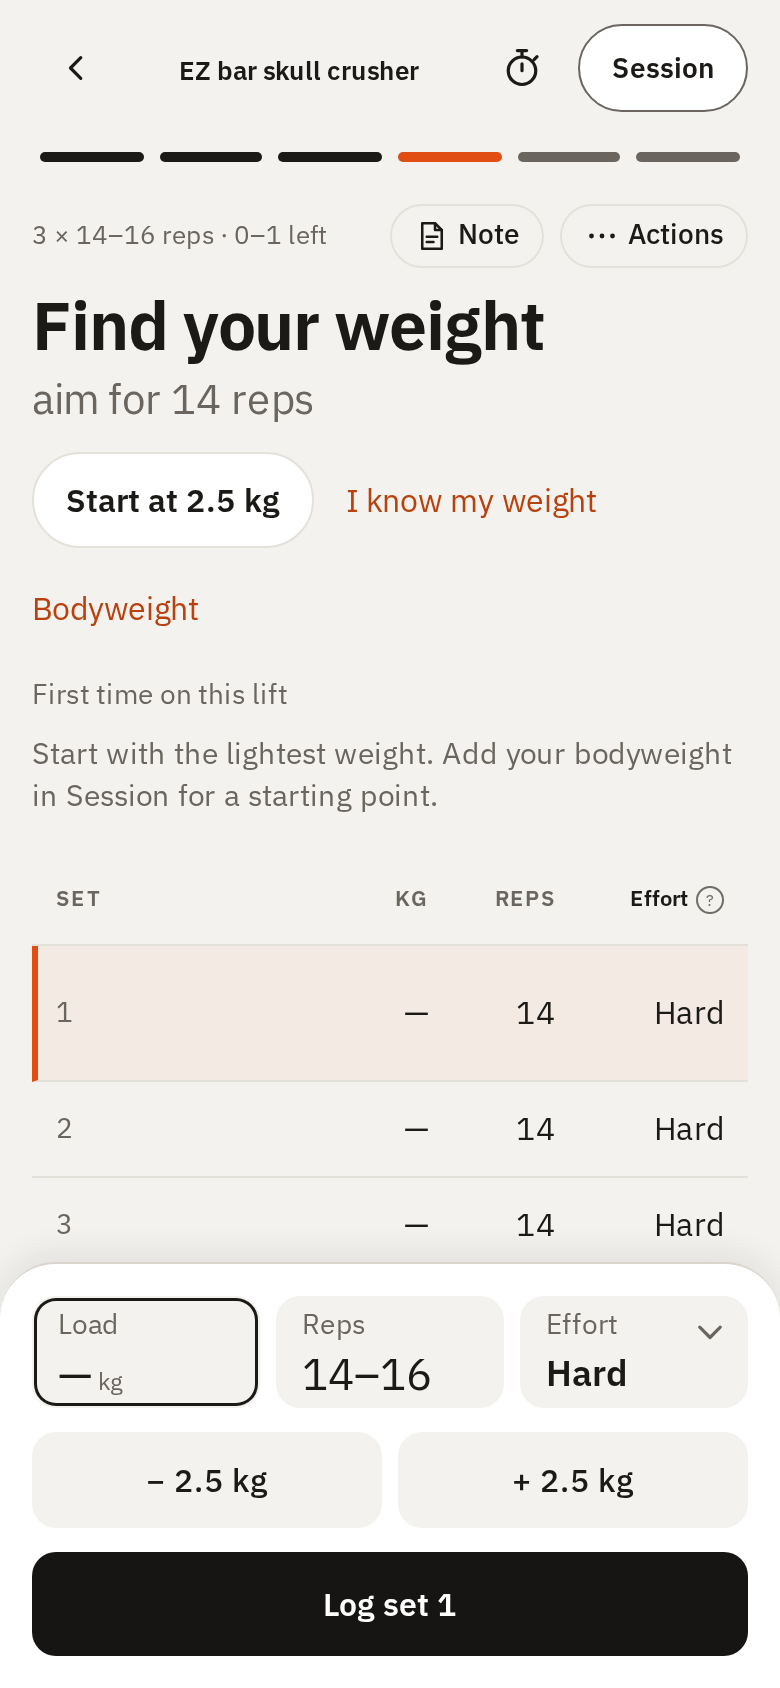 EZ bar skull crusher
Session
3 × 14–16 reps · 0–1 left
Note
··· Actions
Find your weight
aim for 14 reps
Start at 2.5 kg
I know my weight
Bodyweight
First time on this lift
Start with the lightest weight. Add your bodyweight
in Session for a starting point.
SET KG REPS Effort ?
1 — 14 Hard
2 — 14 Hard
3 — 14 Hard
Load Reps Effort
— kg 14–16 Hard
− 2.5 kg + 2.5 kg
Log set 1